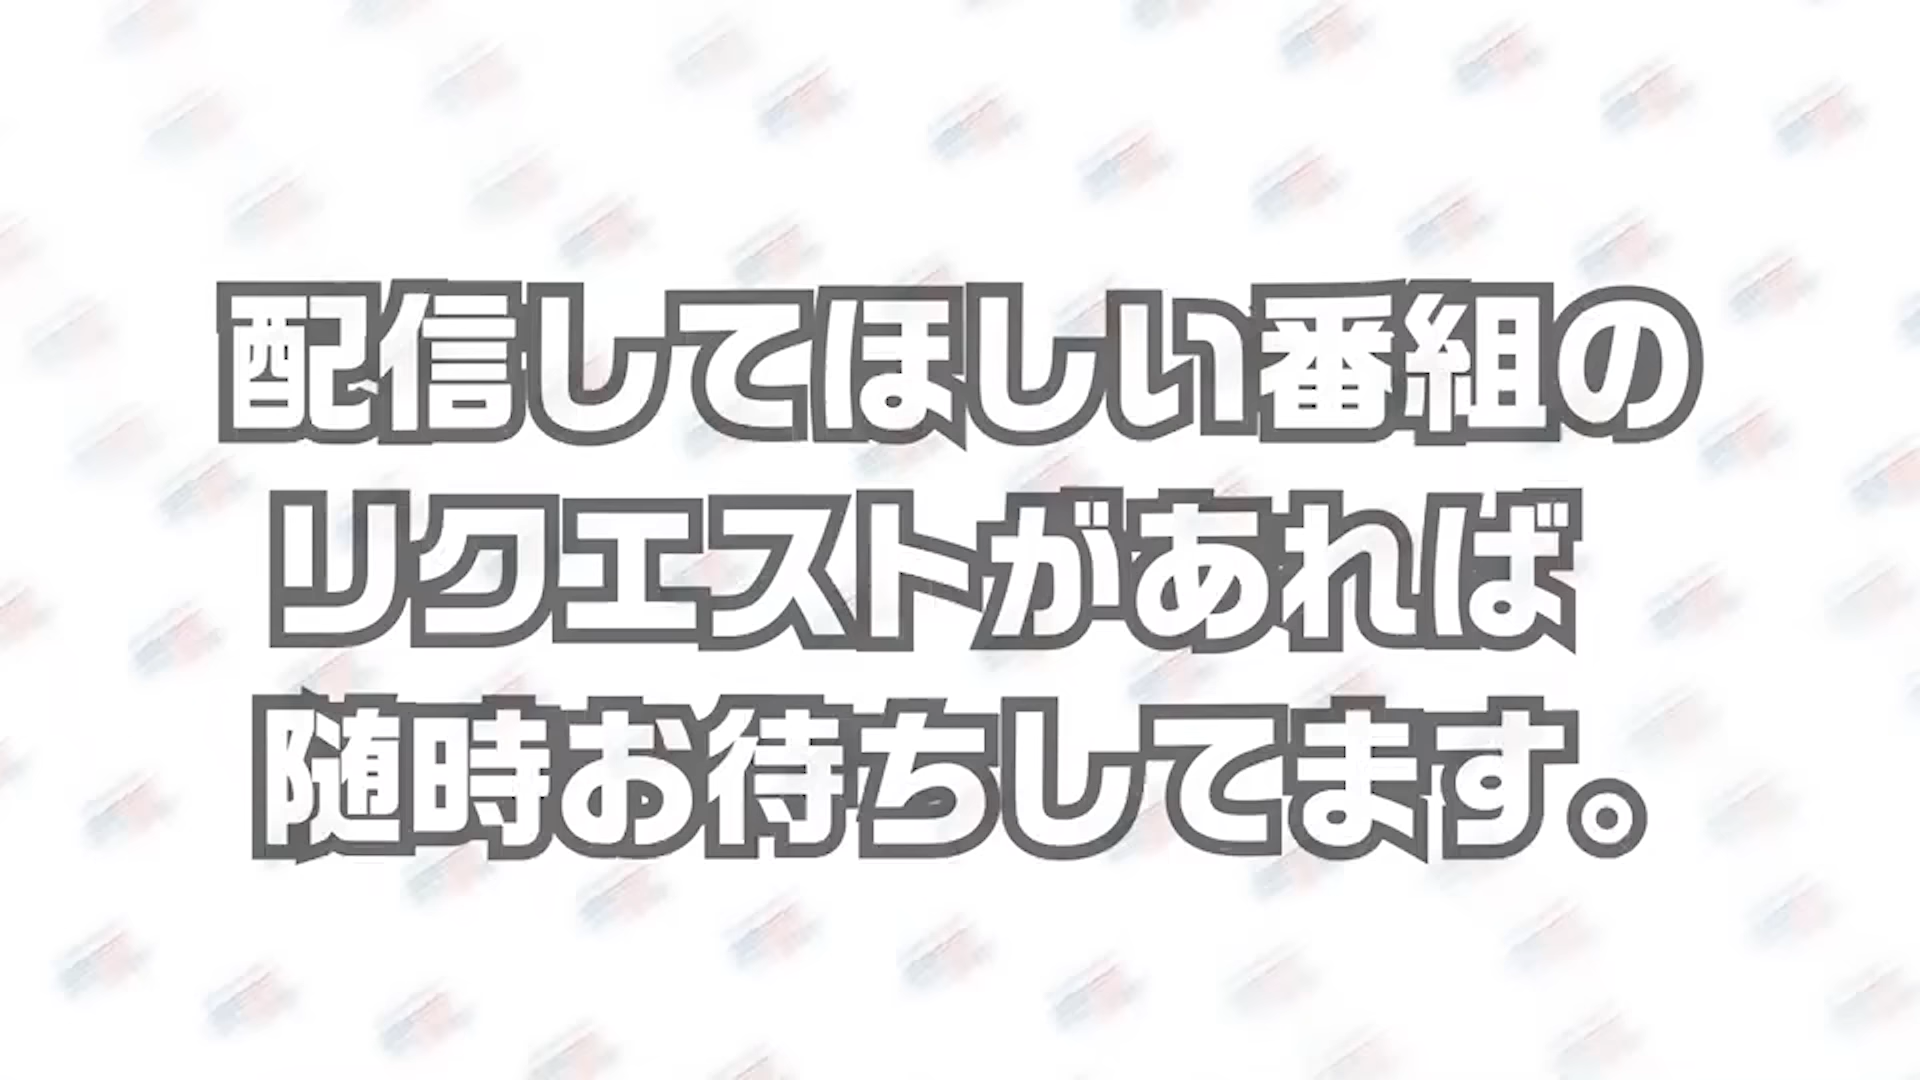 配信してほしい番組の
リクエストがあれば
随時お待ちしてます。